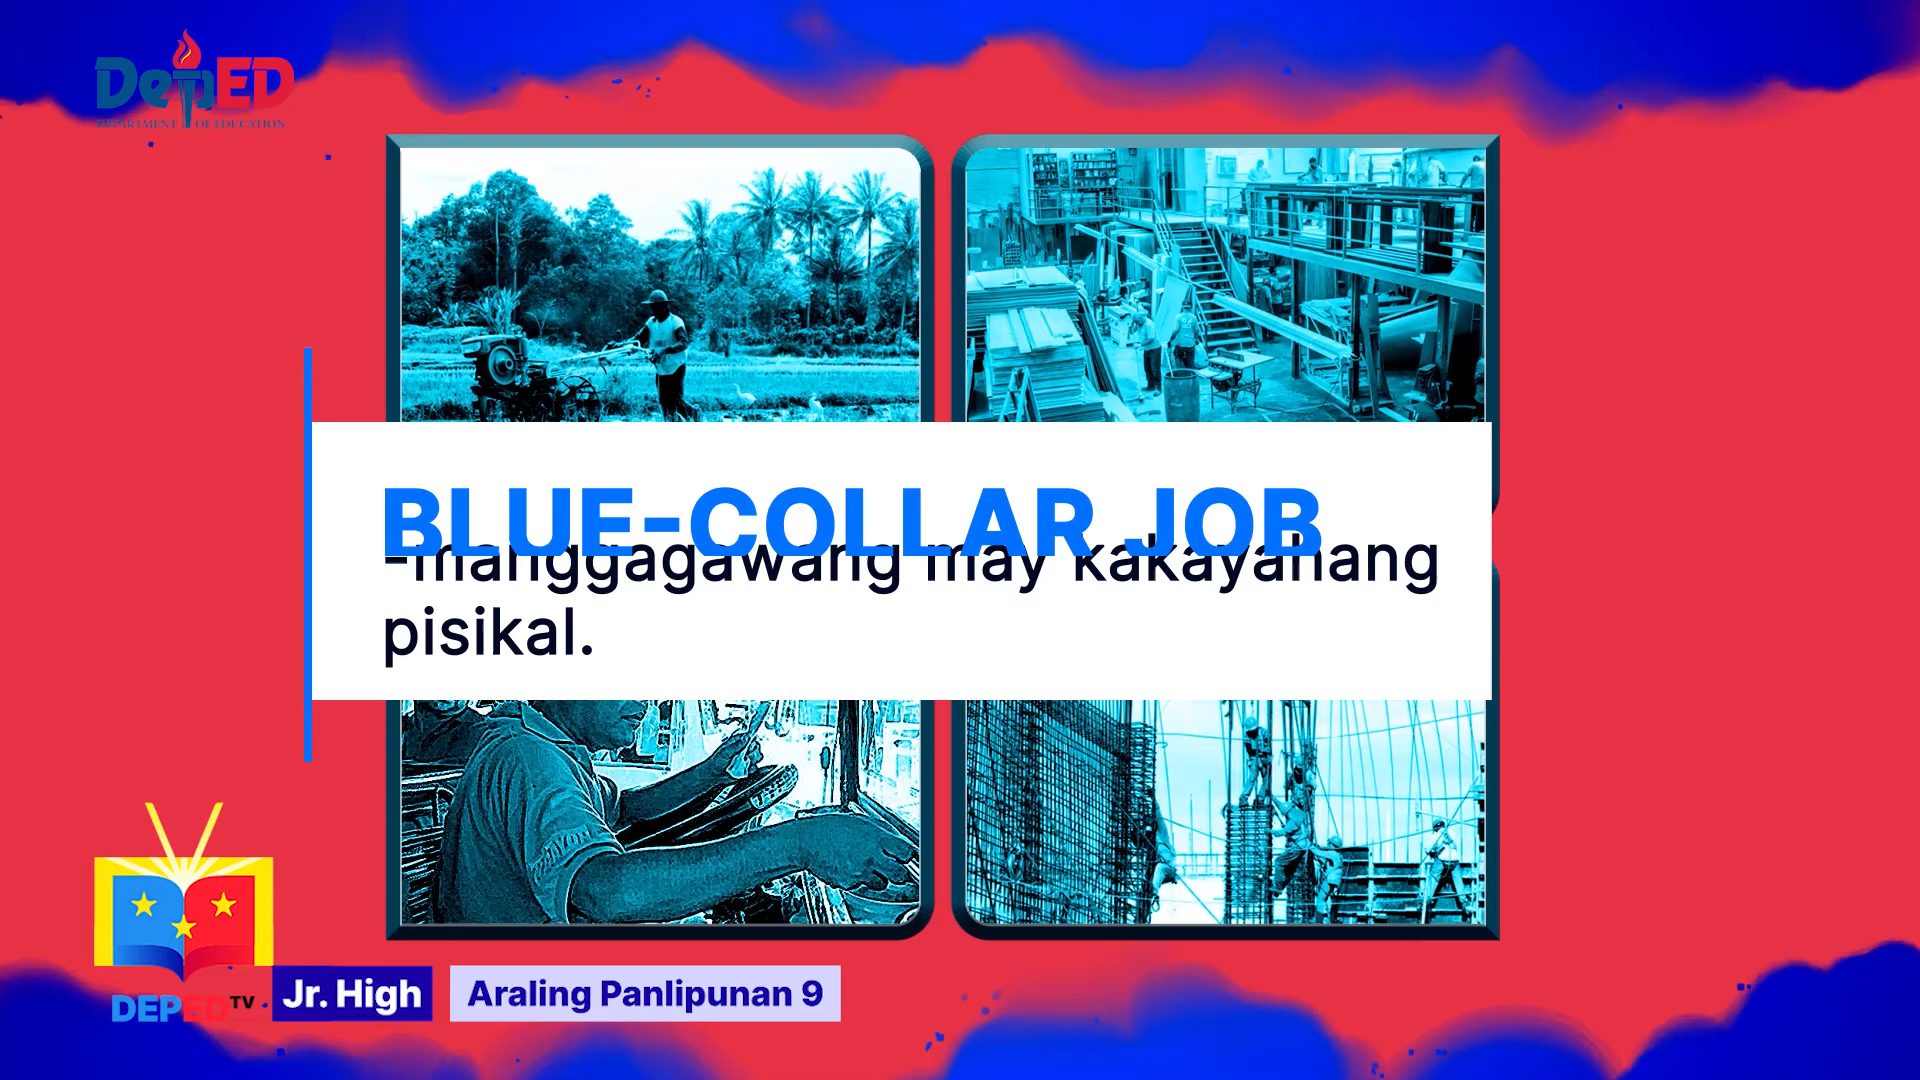 DepED
DEPARTMENT OF EDUCATION
BLUE-COLLAR JOB
-manggagawang may kakayahang
pisikal.
DEPED TV
Jr. High
Araling Panlipunan 9